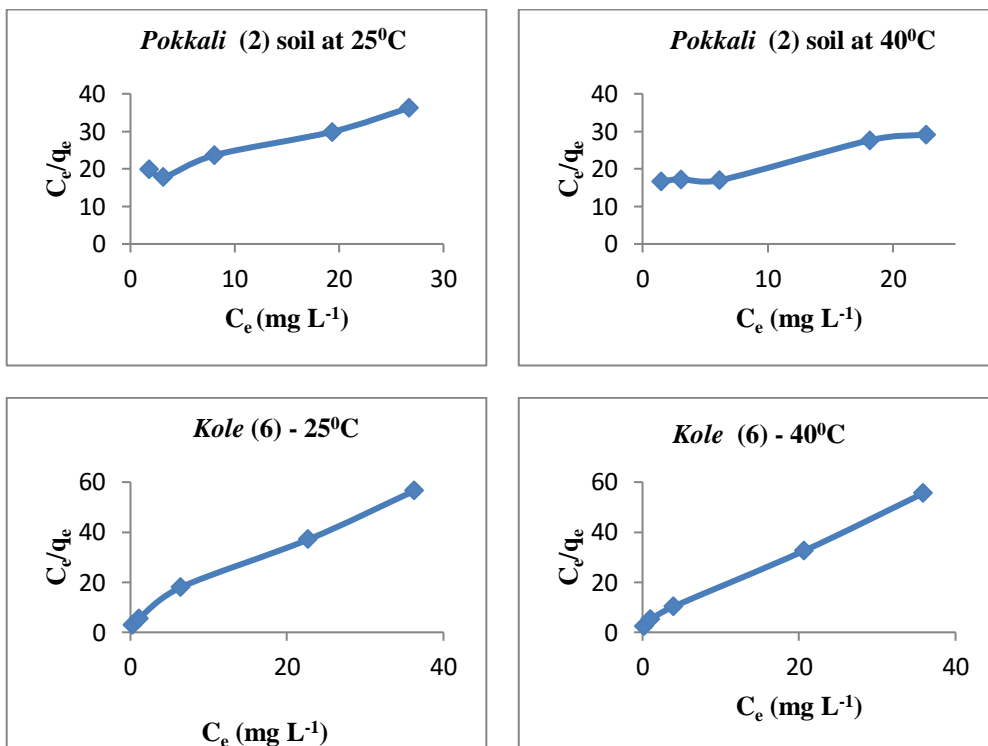 Pokkali (2) soil at 25⁰C
40
30
20
10
0
Cₑ/qₑ
0 10 20 30
Cₑ (mg L⁻¹)
Pokkali (2) soil at 40⁰C
40
30
20
10
0
Cₑ/qₑ
0 10 20
Cₑ (mg L⁻¹)
Kole (6) - 25⁰C
60
40
20
0
Cₑ/qₑ
0 20 40
Cₑ (mg L⁻¹)
Kole (6) - 40⁰C
60
40
20
0
Cₑ/qₑ
0 20 40
Cₑ (mg L⁻¹)